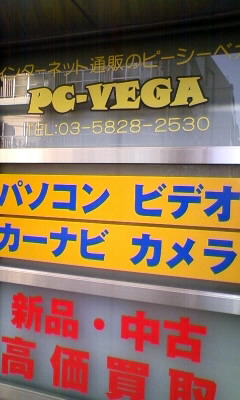 インターネット通販のピーシーベ
PC-VEGA
TEL:03-5828-2530
パソコン ビデオ
カーナビ カメラ
新品・中古
高価買取